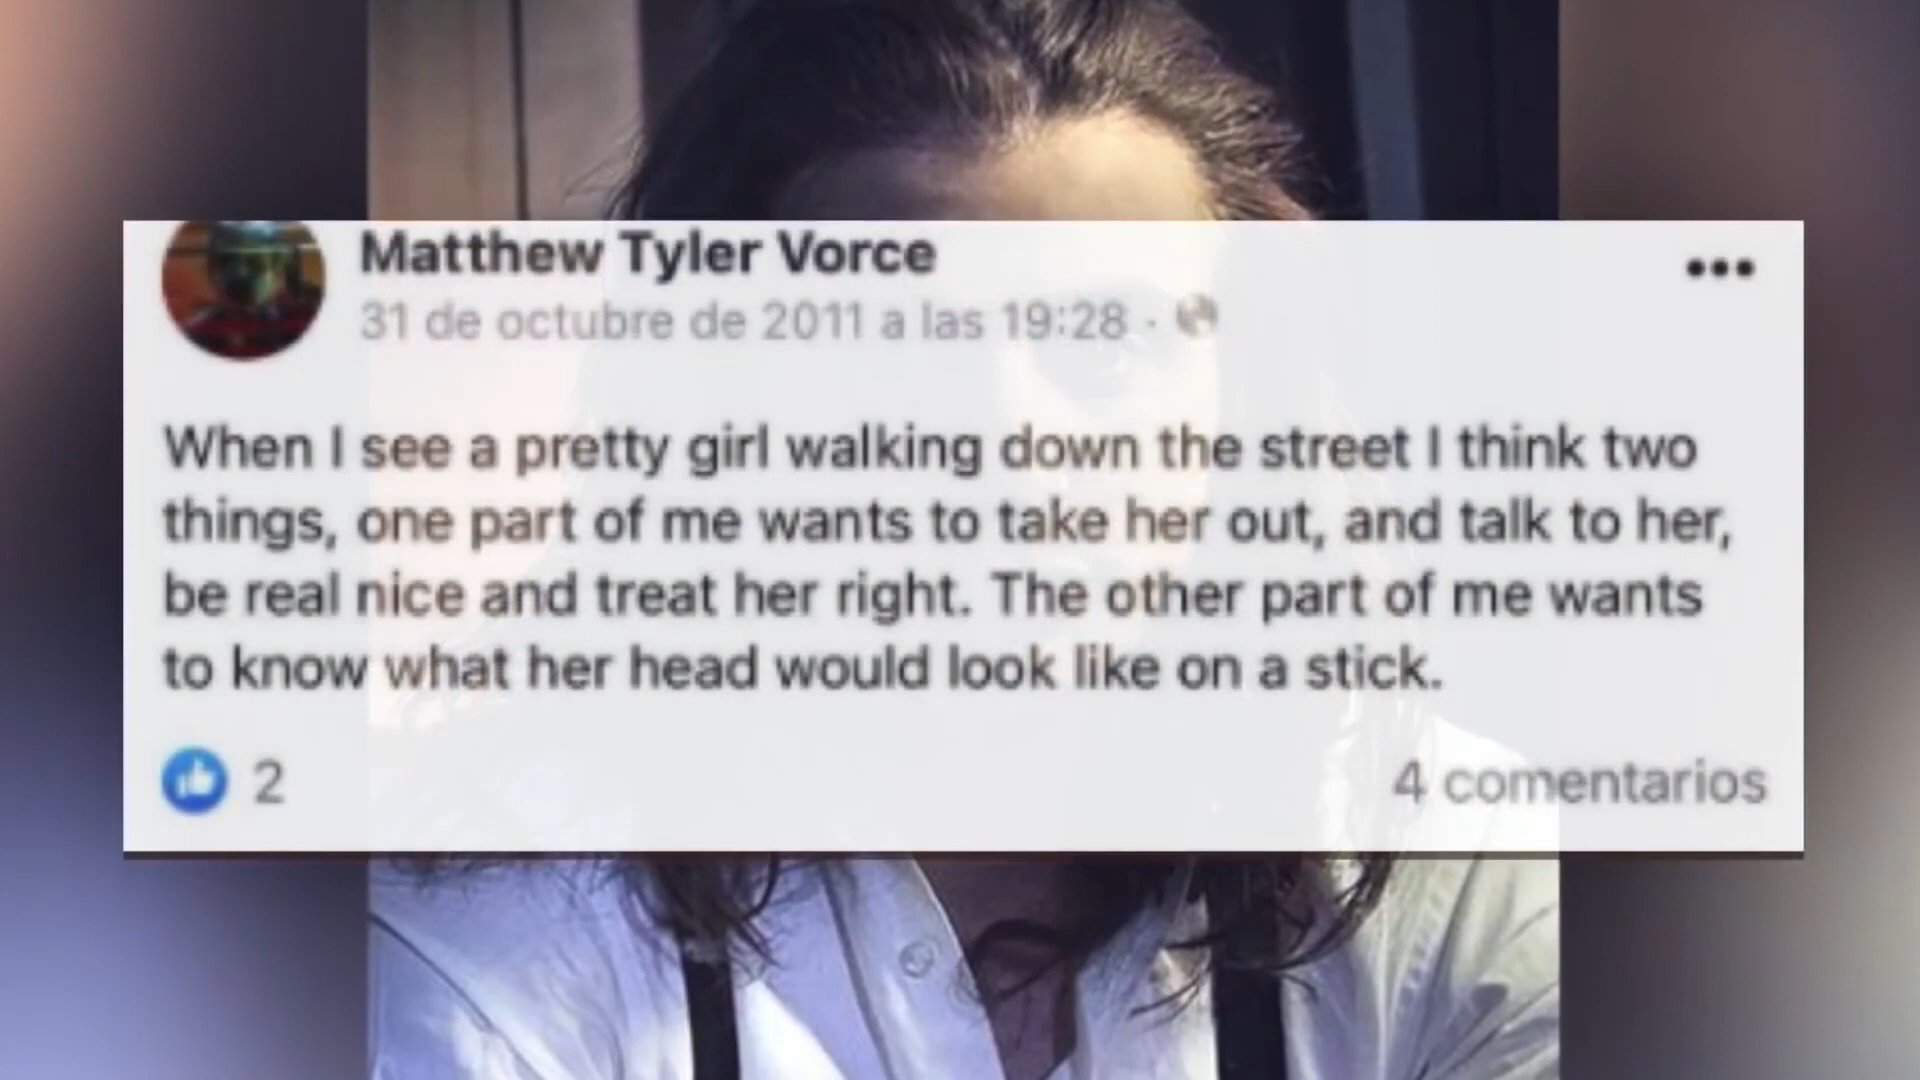 Matthew Tyler Vorce
31 de octubre de 2011 a las 19:28 ·
When I see a pretty girl walking down the street I think two
things, one part of me wants to take her out, and talk to her,
be real nice and treat her right. The other part of me wants
to know what her head would look like on a stick.
2
4 comentarios